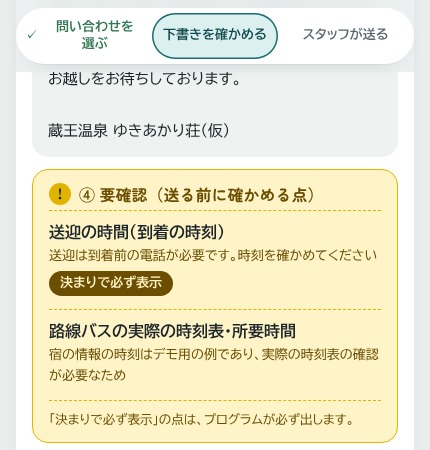 ✓ 問い合わせを
選ぶ
下書きを確かめる
スタッフが送る
お越しをお待ちしております。
蔵王温泉 ゆきあかり荘（仮）
! ④ 要確認（送る前に確かめる点）
送迎の時間（到着の時刻）
送迎は到着前の電話が必要です。時刻を確かめてください
決まりで必ず表示
路線バスの実際の時刻表・所要時間
宿の情報の時刻はデモ用の例であり、実際の時刻表の確認
が必要なため
「決まりで必ず表示」の点は、プログラムが必ず出します。